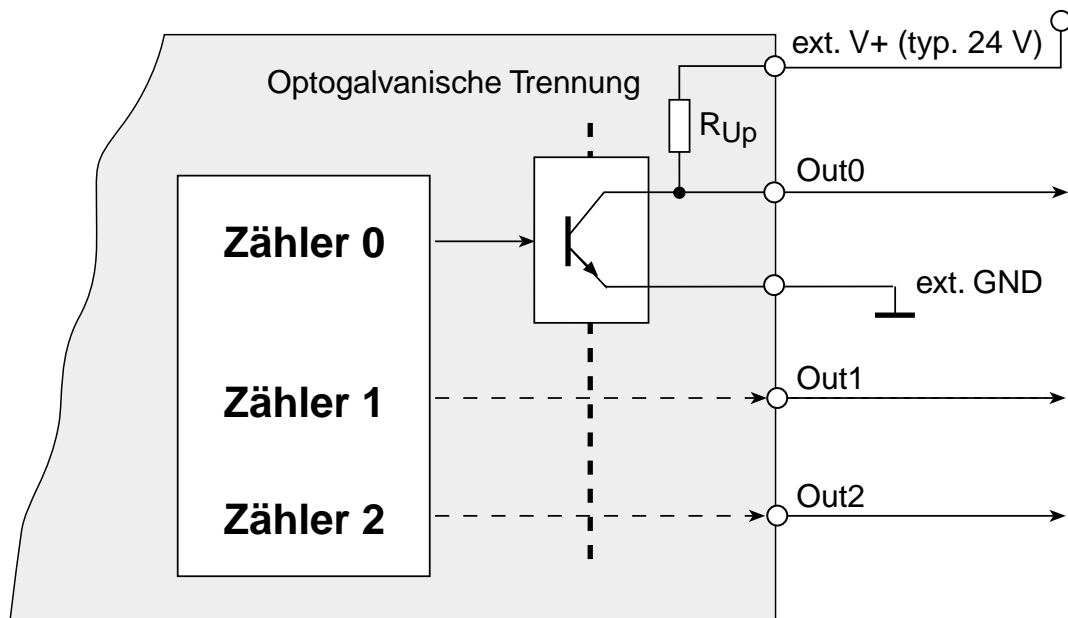 ext. V+ (typ. 24 V)
Optogalvanische Trennung
RUp
Out0
Zähler 0
ext. GND
Out1
Zähler 1
Out2
Zähler 2